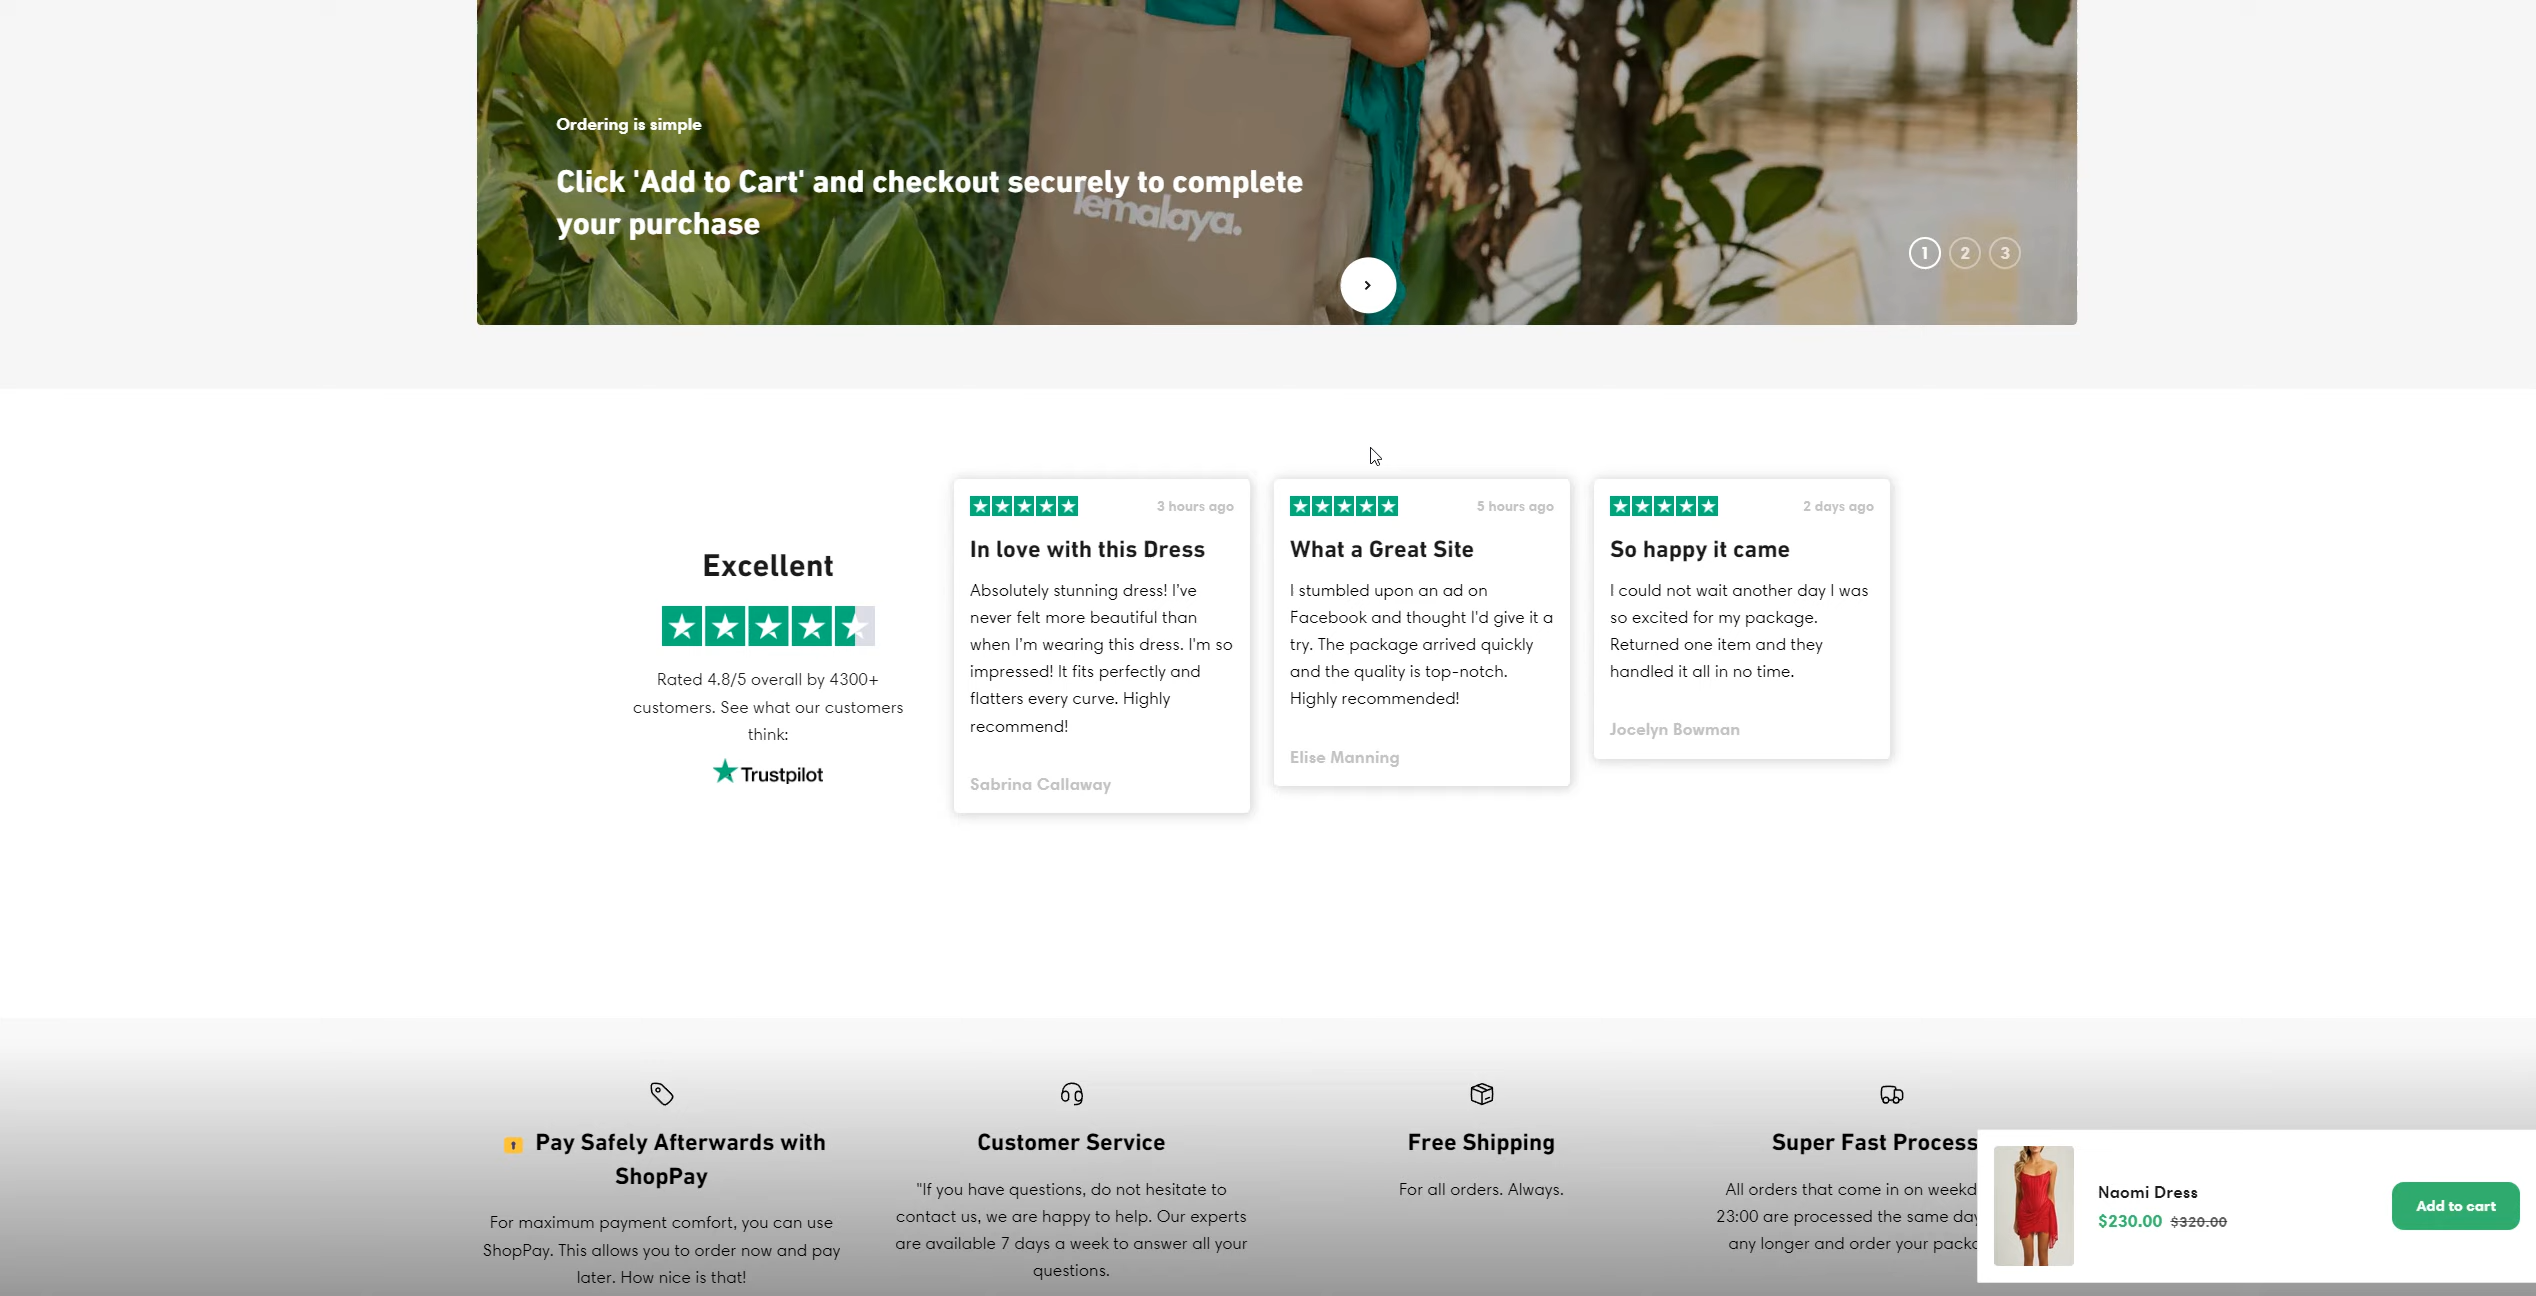 Ordering is simple
Click 'Add to Cart' and checkout securely to complete
your purchase
lemalaya.
1 2 3
Excellent
Rated 4.8/5 overall by 4300+
customers. See what our customers
think:
Trustpilot
3 hours ago
In love with this Dress
Absolutely stunning dress! I've
never felt more beautiful than
when I'm wearing this dress. I'm so
impressed! It fits perfectly and
flatters every curve. Highly
recommend!
Sabrina Callaway
5 hours ago
What a Great Site
I stumbled upon an ad on
Facebook and thought I'd give it a
try. The package arrived quickly
and the quality is top-notch.
Highly recommended!
Elise Manning
2 days ago
So happy it came
I could not wait another day I was
so excited for my package.
Returned one item and they
handled it all in no time.
Jocelyn Bowman
Pay Safely Afterwards with
ShopPay
For maximum payment comfort, you can use
ShopPay. This allows you to order now and pay
later. How nice is that!
Customer Service
"If you have questions, do not hesitate to
contact us, we are happy to help. Our experts
are available 7 days a week to answer all your
questions.
Free Shipping
For all orders. Always.
Super Fast Process
All orders that come in on weekd
23:00 are processed the same day
any longer and order your
Naomi Dress
$230.00 $320.00
Add to cart